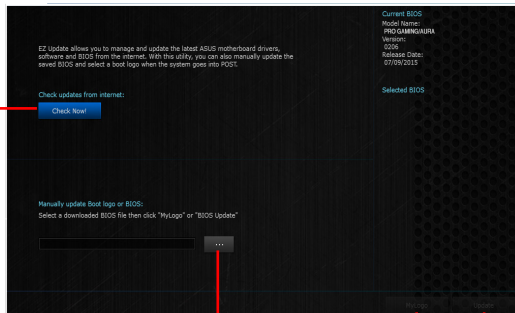 Current BIOS
Model Name:
PRO GAMING/AURA
Version:
0206
Release Date:
07/09/2015
EZ Update allows you to manage and update the latest ASUS motherboard drivers,
software and BIOS from the internet. With this utility, you can also manually update the
saved BIOS and select a boot logo when the system goes into POST.
Selected BIOS
Check updates from internet:
Check Now!
Manually update Boot logo or BIOS:
Select a downloaded BIOS file then click "MyLogo" or "BIOS Update"
...
MyLogo
Update